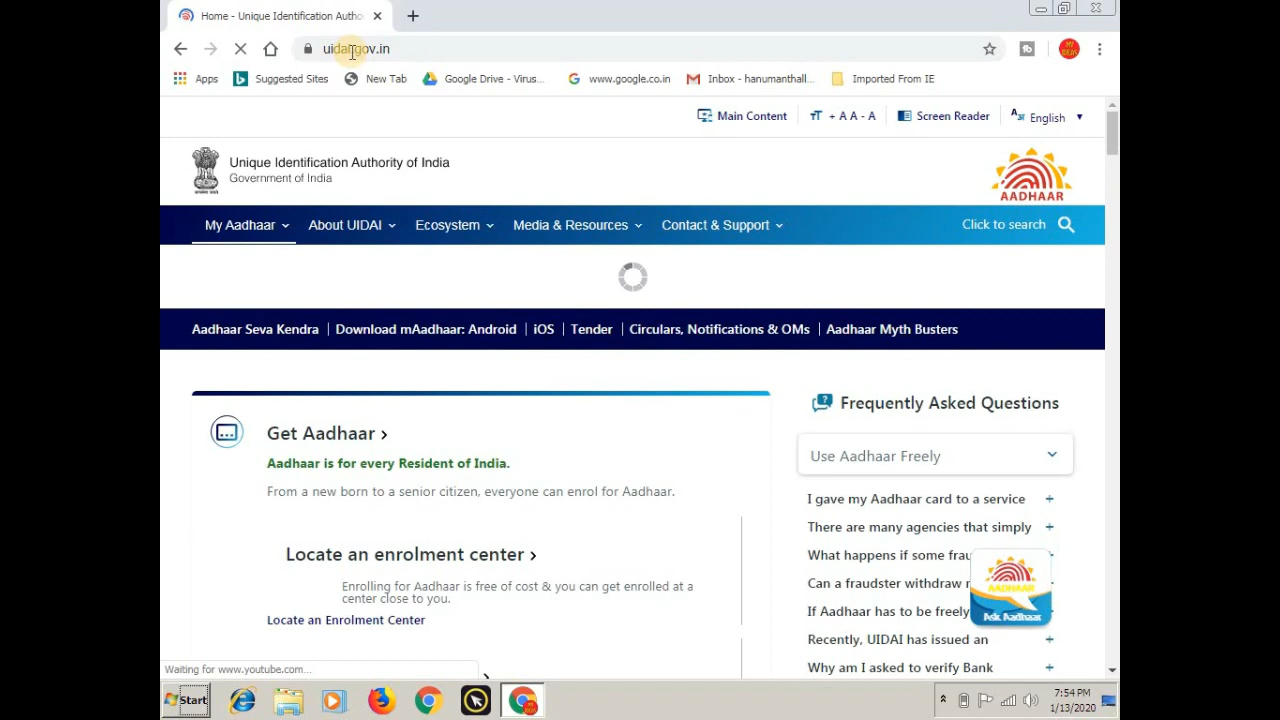 Home - Unique Identification Autho
uidai.gov.in
MY IDEAS
Apps
Suggested Sites
New Tab
Google Drive - Virus...
www.google.co.in
Inbox - hanumanthall...
Imported From IE
Main Content
+ A A - A
Screen Reader
English
Unique Identification Authority of India
Government of India
AADHAAR
My Aadhaar
About UIDAI
Ecosystem
Media & Resources
Contact & Support
Click to search
Aadhaar Seva Kendra
Download mAadhaar: Android
iOS
Tender
Circulars, Notifications & OMs
Aadhaar Myth Busters
Get Aadhaar
Aadhaar is for every Resident of India.
From a new born to a senior citizen, everyone can enrol for Aadhaar.
Locate an enrolment center
Enrolling for Aadhaar is free of cost & you can get enrolled at a
center close to you.
Locate an Enrolment Center
Frequently Asked Questions
Use Aadhaar Freely
I gave my Aadhaar card to a service
There are many agencies that simply
What happens if some frau
Can a fraudster withdraw
If Aadhaar has to be freely
Recently, UIDAI has issued an
Why am I asked to verify Bank
AADHAAR
Ask Aadhaar
Waiting for www.youtube.com...
Start
7:54 PM
1/13/2020